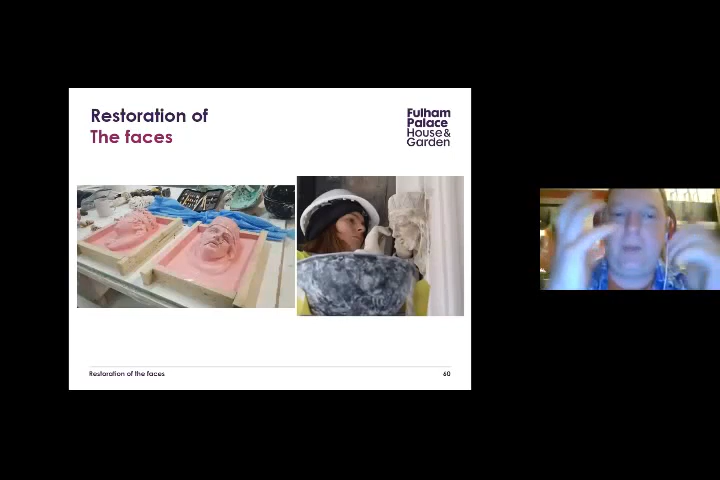 Restoration of
The faces
Fulham
Palace
House&
Garden
Restoration of the faces
60